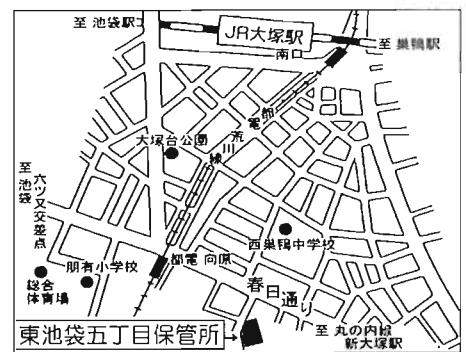 至 池袋駅
JR大塚駅
南口
至 巣鴨駅
都電荒川線
大塚台公園
至 池袋
六ツ又交差点
西巣鴨中学校
都電 向原
朋有小学校
総合
体育場
春日通り
東池袋五丁目保管所→
至 丸の内線
新大塚駅